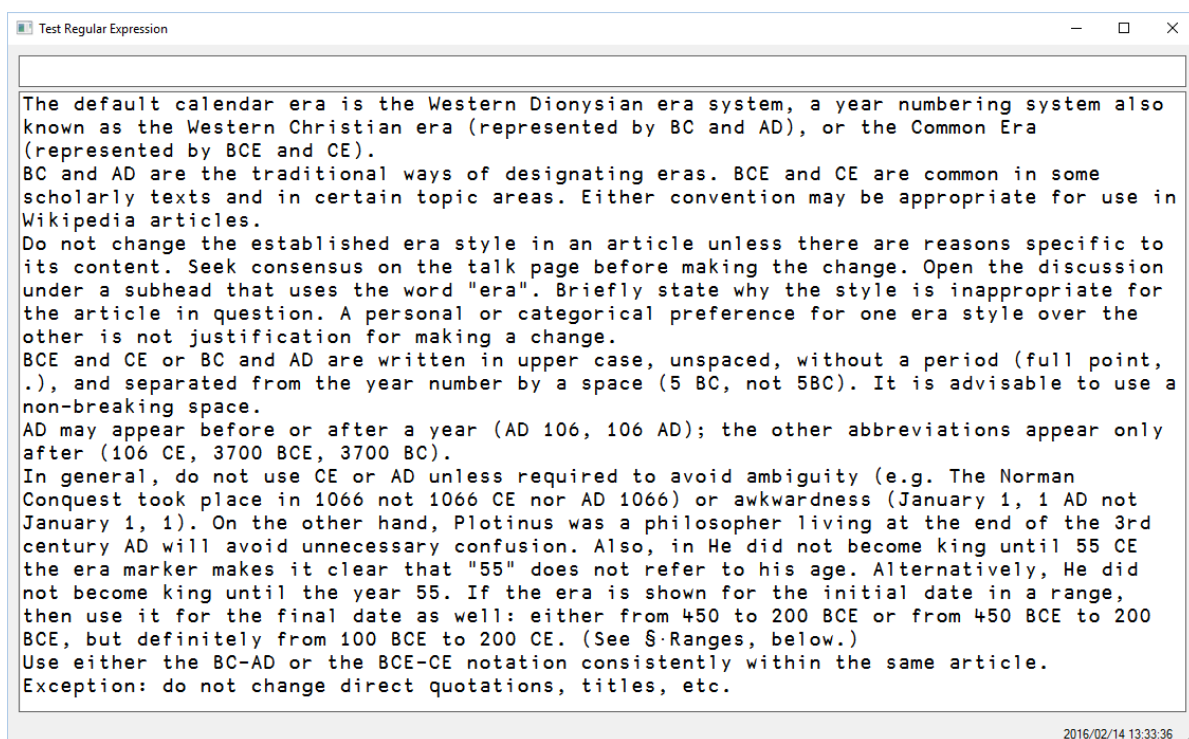 Test Regular Expression
The default calendar era is the Western Dionysian era system, a year numbering system also
known as the Western Christian era (represented by BC and AD), or the Common Era
(represented by BCE and CE).
BC and AD are the traditional ways of designating eras. BCE and CE are common in some
scholarly texts and in certain topic areas. Either convention may be appropriate for use in
Wikipedia articles.
Do not change the established era style in an article unless there are reasons specific to
its content. Seek consensus on the talk page before making the change. Open the discussion
under a subhead that uses the word "era". Briefly state why the style is inappropriate for
the article in question. A personal or categorical preference for one era style over the
other is not justification for making a change.
BCE and CE or BC and AD are written in upper case, unspaced, without a period (full point,
.), and separated from the year number by a space (5 BC, not 5BC). It is advisable to use a
non-breaking space.
AD may appear before or after a year (AD 106, 106 AD); the other abbreviations appear only
after (106 CE, 3700 BCE, 3700 BC).
In general, do not use CE or AD unless required to avoid ambiguity (e.g. The Norman
Conquest took place in 1066 not 1066 CE nor AD 1066) or awkwardness (January 1, 1 AD not
January 1, 1). On the other hand, Plotinus was a philosopher living at the end of the 3rd
century AD will avoid unnecessary confusion. Also, in He did not become king until 55 CE
the era marker makes it clear that "55" does not refer to his age. Alternatively, He did
not become king until the year 55. If the era is shown for the initial date in a range,
then use it for the final date as well: either from 450 to 200 BCE or from 450 BCE to 200
BCE, but definitely from 100 BCE to 200 CE. (See §·Ranges, below.)
Use either the BC-AD or the BCE-CE notation consistently within the same article.
Exception: do not change direct quotations, titles, etc.
2016/02/14 13:33:36